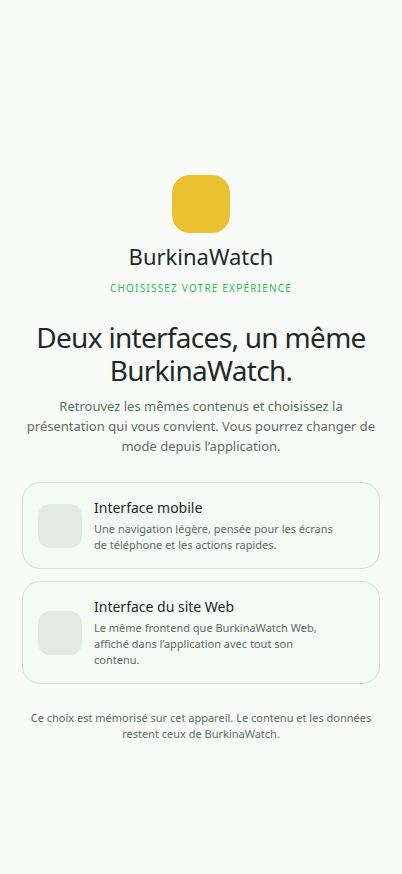 BurkinaWatch
CHOISISSEZ VOTRE EXPÉRIENCE
Deux interfaces, un même
BurkinaWatch.
Retrouvez les mêmes contenus et choisissez la
présentation qui vous convient. Vous pourrez changer de
mode depuis l’application.
Interface mobile
Une navigation légère, pensée pour les écrans
de téléphone et les actions rapides.
Interface du site Web
Le même frontend que BurkinaWatch Web,
affiché dans l’application avec tout son
contenu.
Ce choix est mémorisé sur cet appareil. Le contenu et les données
restent ceux de BurkinaWatch.